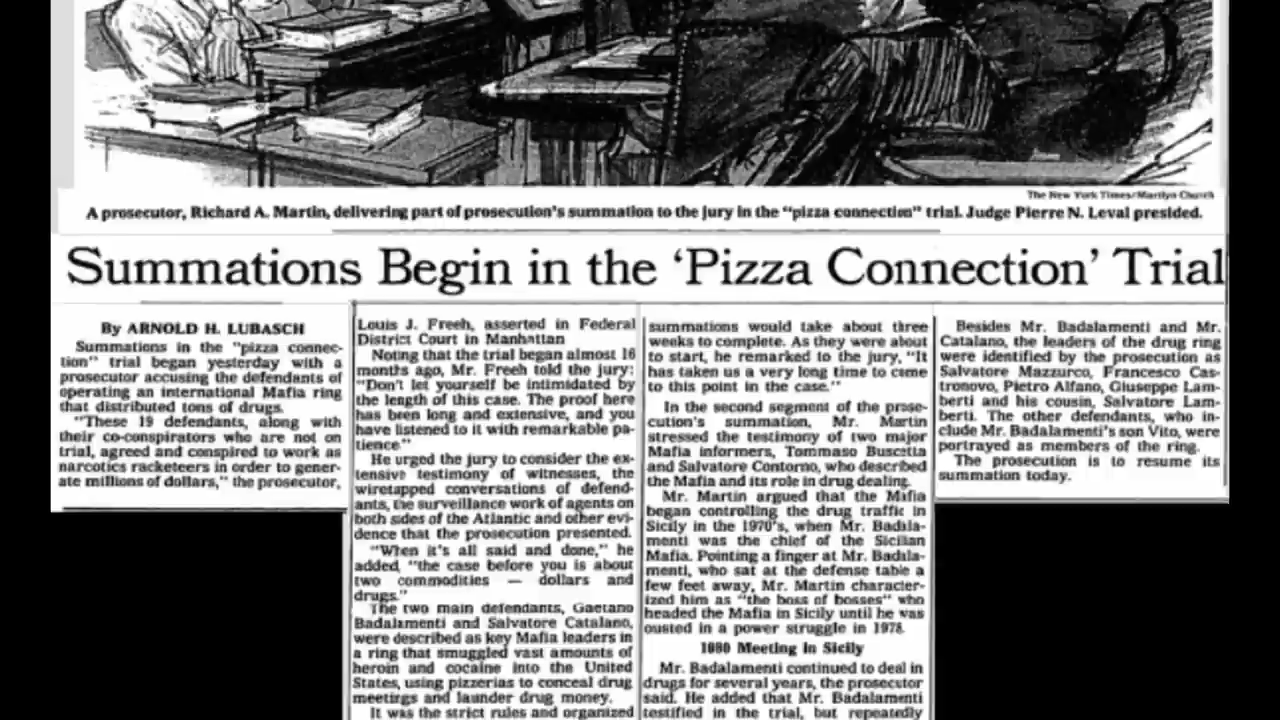 The New York Times/Marilyn Church
A prosecutor, Richard A. Martin, delivering part of prosecution's summation to the jury in the "pizza connection" trial. Judge Pierre N. Leval presided.
Summations Begin in the 'Pizza Connection' Trial
By ARNOLD H. LUBASCH
Summations in the "pizza connec-
tion" trial began yesterday with a
prosecutor accusing the defendants of
operating an international Mafia ring
that distributed tons of drugs.
"These 19 defendants, along with
their co-conspirators who are not on
trial, agreed and conspired to work as
narcotics racketeers in order to gener-
ate millions of dollars," the prosecutor,
Louis J. Freeh, asserted in Federal
District Court in Manhattan
Noting that the trial began almost 16
months ago, Mr. Freeh told the jury:
"Don't let yourself be intimidated by
the length of this case. The proof here
has been long and extensive, and you
have listened to it with remarkable pa-
tience."
He urged the jury to consider the ex-
tensive testimony of witnesses, the
wiretapped conversations of defend-
ants, the surveillance work of agents on
both sides of the Atlantic and other evi-
dence that the prosecution presented.
"When it's all said and done," he
added, "the case before you is about
two commodities — dollars and
drugs."
The two main defendants, Gaetano
Badalamenti and Salvatore Catalano,
were described as key Mafia leaders in
a ring that smuggled vast amounts of
heroin and cocaine into the United
States, using pizzerias to conceal drug
meetings and launder drug money.
It was the strict rules and organized
summations would take about three
weeks to complete. As they were about
to start, he remarked to the jury, "It
has taken us a very long time to come
to this point in the case."
In the second segment of the prose-
cution's summation, Mr. Martin
stressed the testimony of two major
Mafia informers, Tommaso Buscetta
and Salvatore Contorno, who described
the Mafia and its role in drug dealing.
Mr. Martin argued that the Mafia
began controlling the drug traffic in
Sicily in the 1970's, when Mr. Badala-
menti was the chief of the Sicilian
Mafia. Pointing a finger at Mr. Badala-
menti, who sat at the defense table a
few feet away, Mr. Martin character-
ized him as "the boss of bosses" who
headed the Mafia in Sicily until he was
ousted in a power struggle in 1978.
1980 Meeting in Sicily
Mr. Badalamenti continued to deal in
drugs for several years, the prosecutor
said. He added that Mr. Badalamenti
testified in the trial, but repeatedly
Besides Mr. Badalamenti and Mr.
Catalano, the leaders of the drug ring
were identified by the prosecution as
Salvatore Mazzurco, Francesco Cas-
tronovo, Pietro Alfano, Giuseppe Lam-
berti and his cousin, Salvatore Lam-
berti. The other defendants, who in-
clude Mr. Badalamenti's son Vito, were
portrayed as members of the ring.
The prosecution is to resume its
summation today.